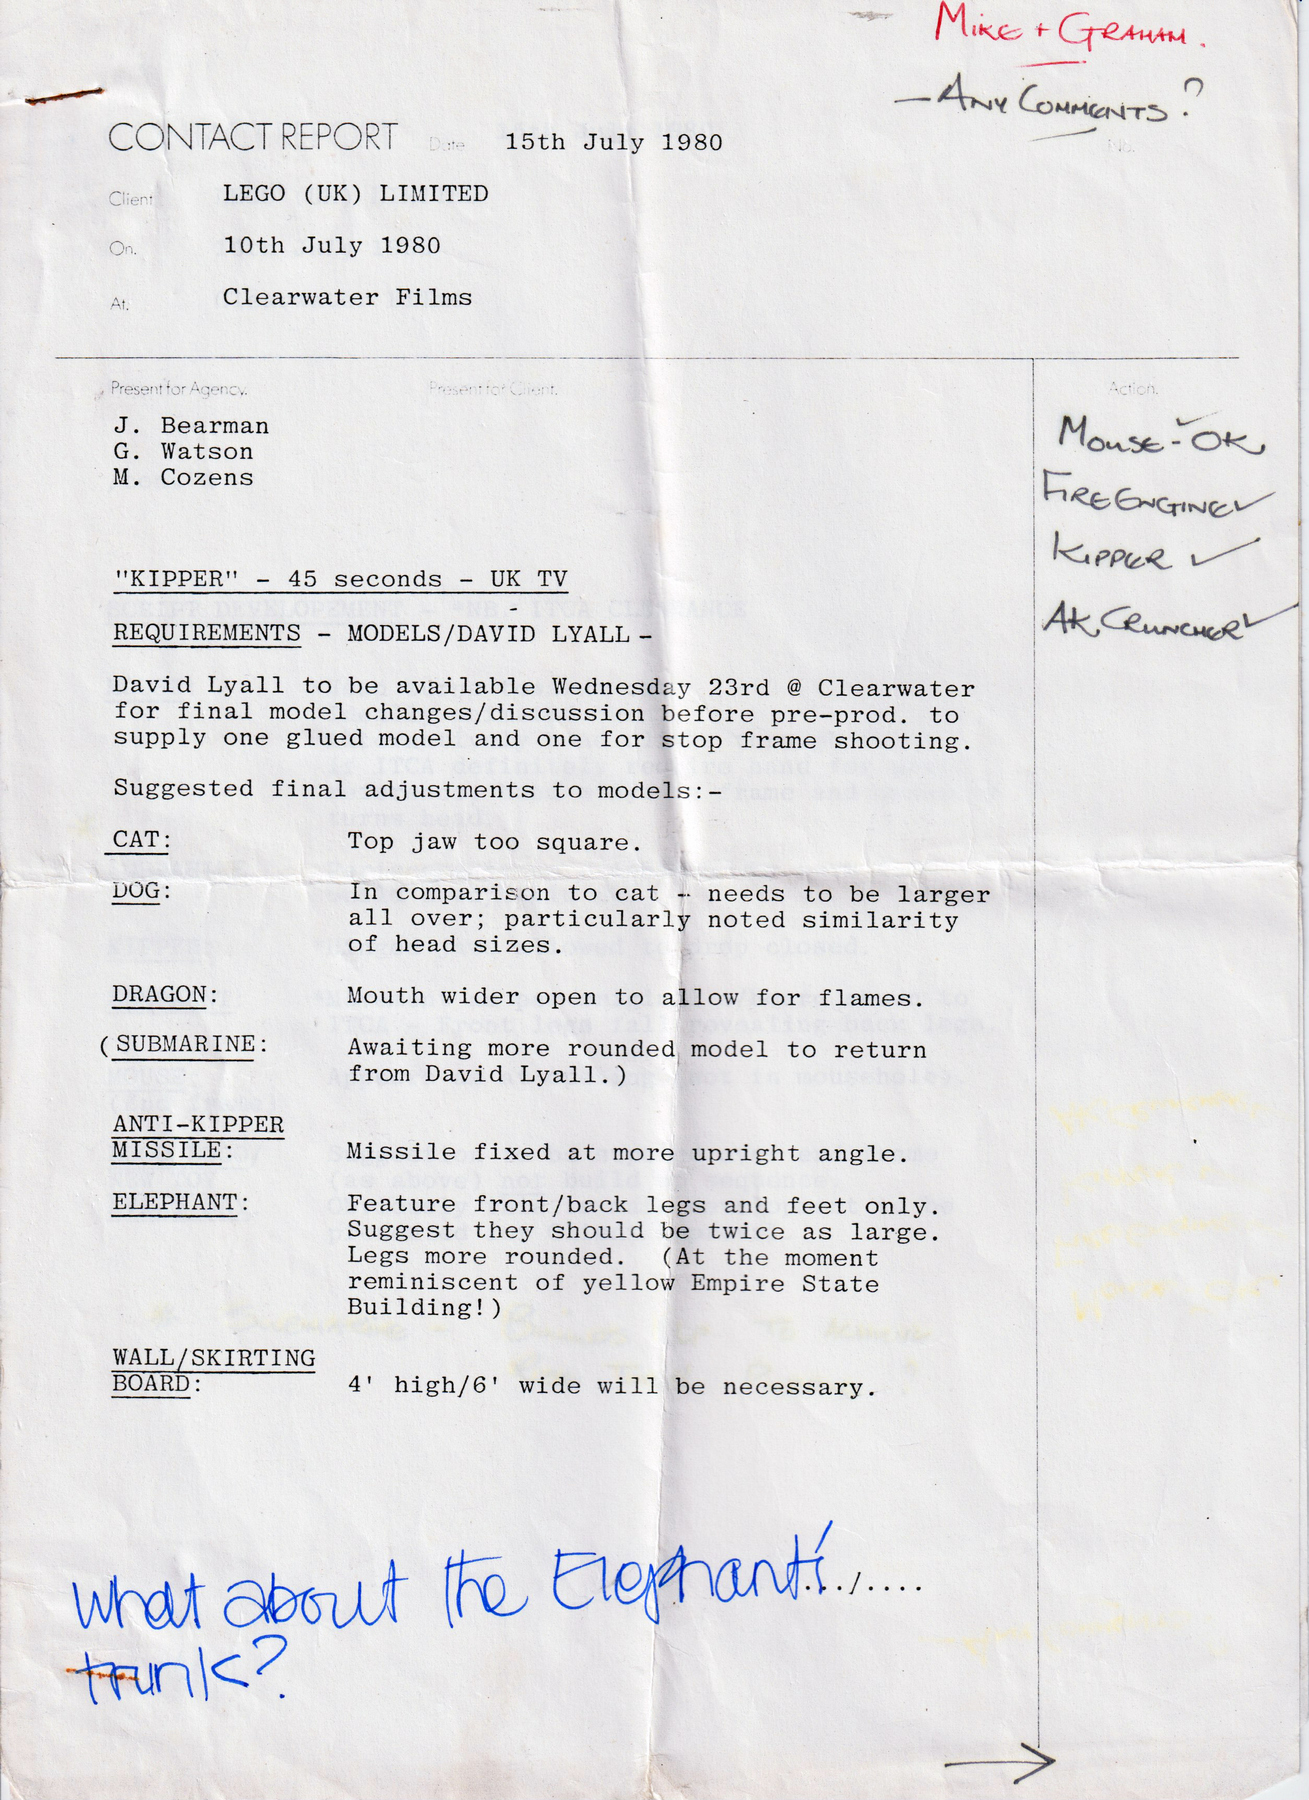 MIKE + GRAHAM.
- ANY COMMENTS?
CONTACT REPORT Date 15th July 1980 No.
Client LEGO (UK) LIMITED
On. 10th July 1980
At. Clearwater Films
Present for Agency. Present for Client. Action.
J. Bearman
G. Watson
M. Cozens
MOUSE - OK
FIRE ENGINE ✓
KIPPER ✓
A.K. CRUNCHER ✓
"KIPPER" - 45 seconds - UK TV
REQUIREMENTS - MODELS/DAVID LYALL -
David Lyall to be available Wednesday 23rd @ Clearwater
for final model changes/discussion before pre-prod. to
supply one glued model and one for stop frame shooting.
Suggested final adjustments to models:-
CAT: Top jaw too square.
DOG: In comparison to cat - needs to be larger
all over; particularly noted similarity
of head sizes.
DRAGON: Mouth wider open to allow for flames.
(SUBMARINE: Awaiting more rounded model to return
from David Lyall.)
ANTI-KIPPER
MISSILE: Missile fixed at more upright angle.
ELEPHANT: Feature front/back legs and feet only.
Suggest they should be twice as large.
Legs more rounded. (At the moment
reminiscent of yellow Empire State
Building!)
WALL/SKIRTING
BOARD: 4' high/6' wide will be necessary.
What about the Elephant's .../....
trunk?